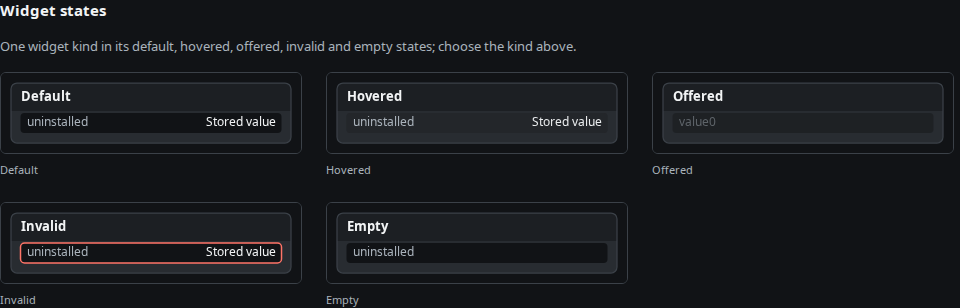 Widget states
One widget kind in its default, hovered, offered, invalid and empty states; choose the kind above.
Default
uninstalled Stored value
Default
Hovered
uninstalled Stored value
Hovered
Offered
value0
Offered
Invalid
uninstalled Stored value
Invalid
Empty
uninstalled
Empty